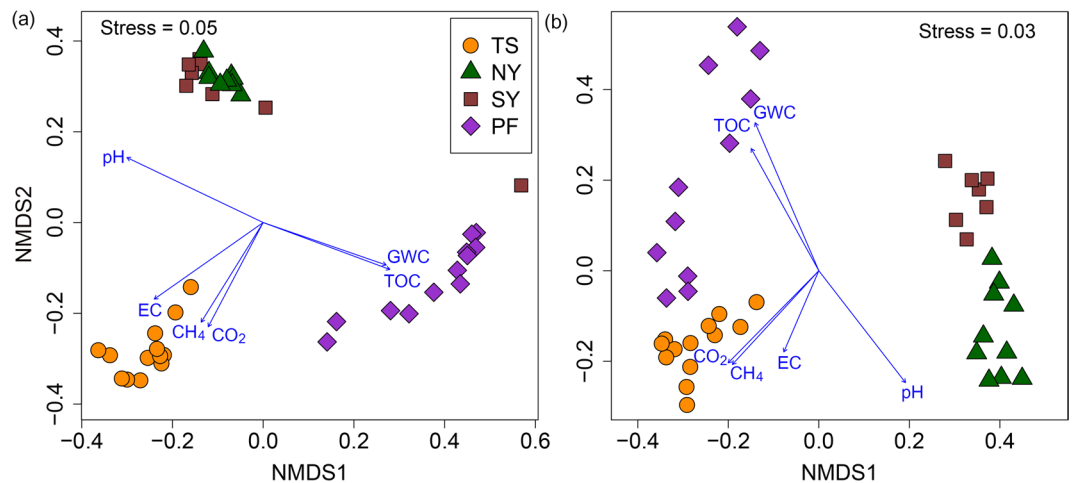 (a)
Stress = 0.05
TS
NY
SY
PF
pH
GWC
TOC
EC
CH₄
CO₂
0.4
0.2
0.0
−0.2
−0.4
NMDS2
−0.4 −0.2 0.0 0.2 0.4 0.6
NMDS1
(b)
Stress = 0.03
GWC
TOC
CO₂
CH₄
EC
pH
0.4
0.2
0.0
−0.2
−0.4 −0.2 0.0 0.2 0.4
NMDS1